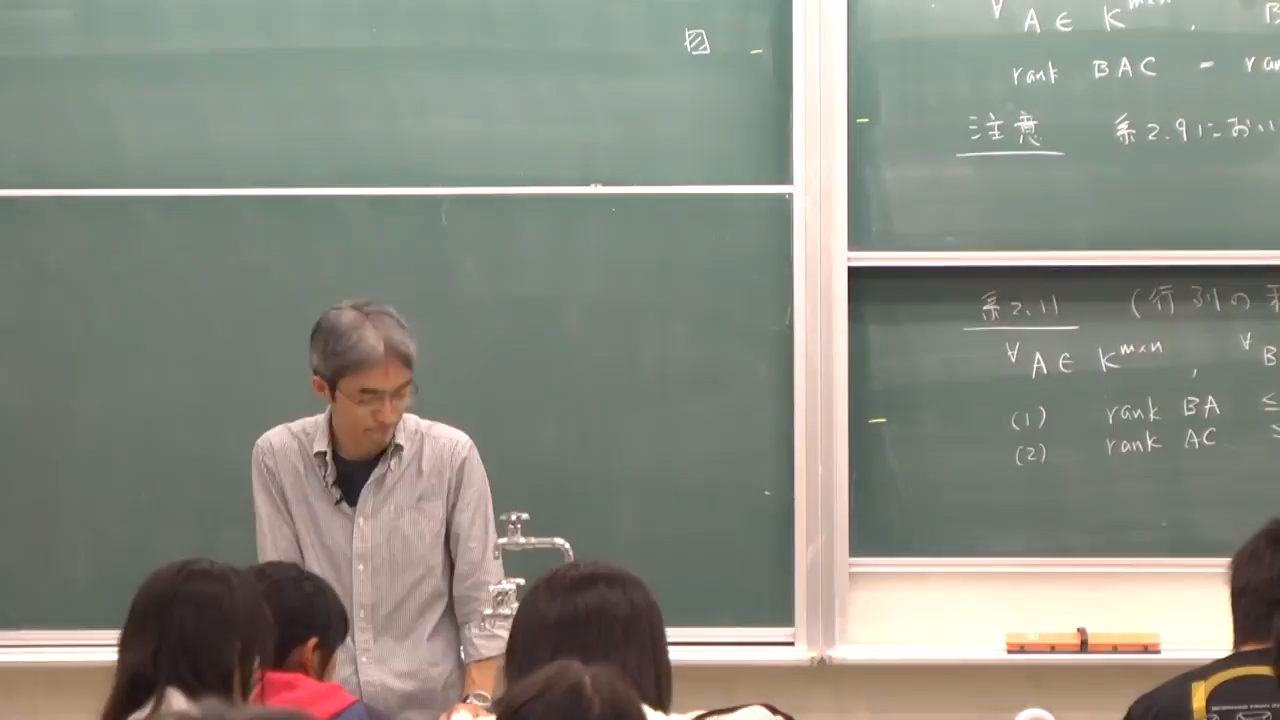 ∀A ∈ K^{m×n} ,
rank BAC =
注意 系2.9におい
系2.11 (行列の
∀A ∈ K^{m×n} , ∀B
(1) rank BA ≤
(2) rank AC